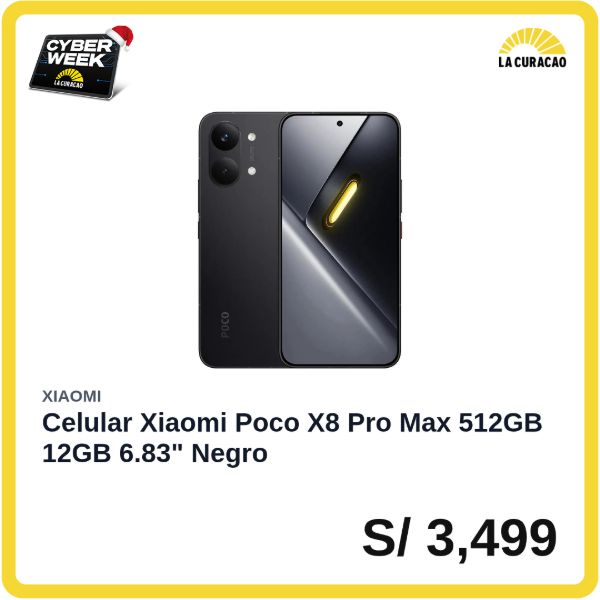 CYBER
WEEK
LA CURACAO
LA CURACAO
POCO
XIAOMI
Celular Xiaomi Poco X8 Pro Max 512GB
12GB 6.83" Negro
S/ 3,499